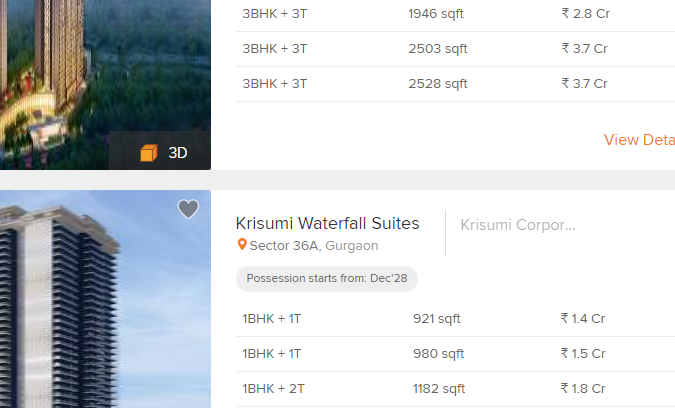 3BHK + 3T 1946 sqft ₹ 2.8 Cr
3BHK + 3T 2503 sqft ₹ 3.7 Cr
3BHK + 3T 2528 sqft ₹ 3.7 Cr
3D
View Deta
Krisumi Waterfall Suites Krisumi Corpor...
Sector 36A, Gurgaon
Possession starts from: Dec'28
1BHK + 1T 921 sqft ₹ 1.4 Cr
1BHK + 1T 980 sqft ₹ 1.5 Cr
1BHK + 2T 1182 sqft ₹ 1.8 Cr